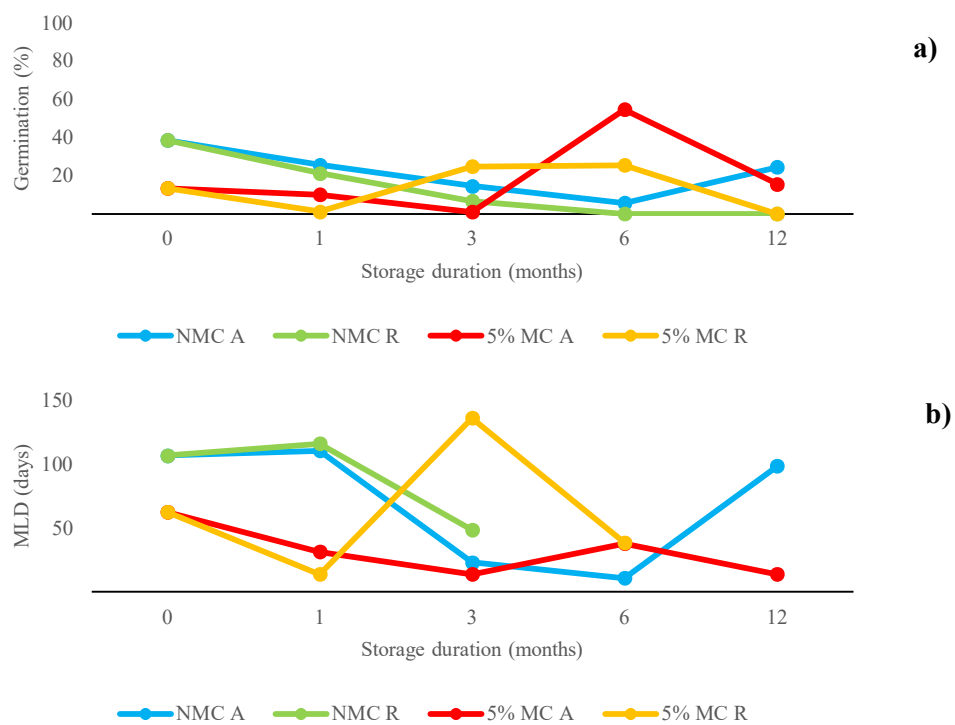 a)
Germination (%)
100
80
60
40
20
0 1 3 6 12
Storage duration (months)
NMC A NMC R 5% MC A 5% MC R
b)
MLD (days)
150
100
50
0 1 3 6 12
Storage duration (months)
NMC A NMC R 5% MC A 5% MC R